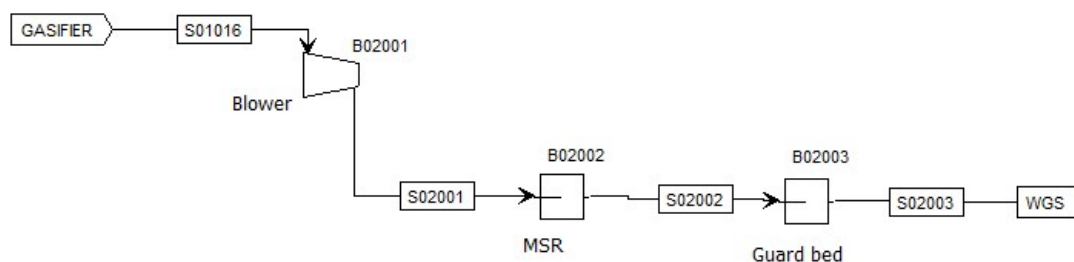 GASIFIER
S01016
B02001
Blower
B02002
B02003
S02001
S02002
S02003
WGS
MSR
Guard bed